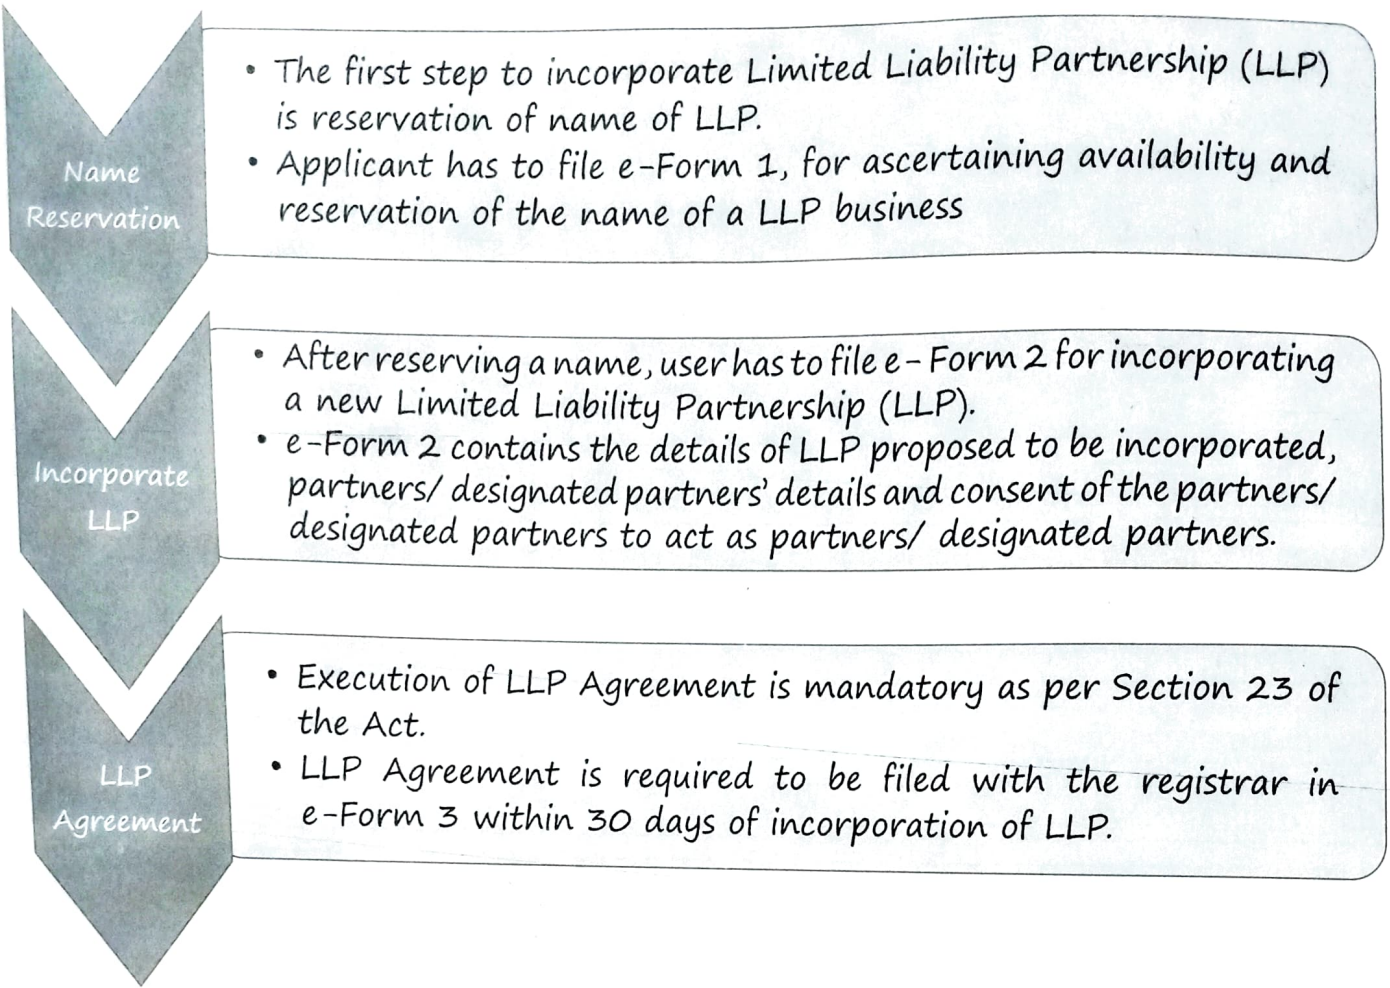 Name
Reservation
• The first step to incorporate Limited Liability Partnership (LLP)
is reservation of name of LLP.
• Applicant has to file e-Form 1, for ascertaining availability and
reservation of the name of a LLP business
Incorporate
LLP
• After reserving a name, user has to file e- Form 2 for incorporating
a new Limited Liability Partnership (LLP).
• e-Form 2 contains the details of LLP proposed to be incorporated,
partners/ designated partners' details and consent of the partners/
designated partners to act as partners/ designated partners.
LLP
Agreement
• Execution of LLP Agreement is mandatory as per Section 23 of
the Act.
• LLP Agreement is required to be filed with the registrar in
e-Form 3 within 30 days of incorporation of LLP.